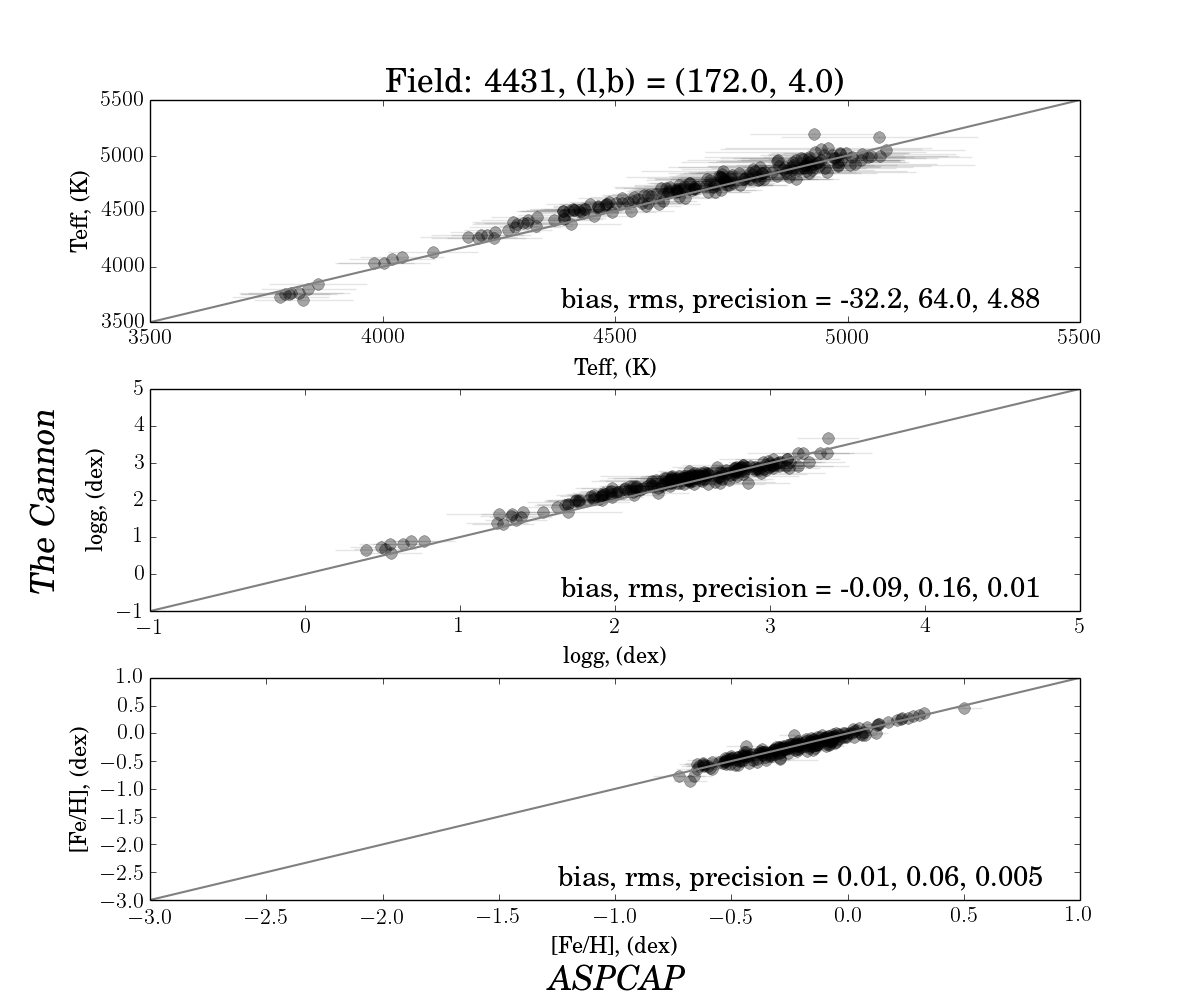 Field: 4431, (l,b) = (172.0, 4.0)
5500
5000
4500
4000
3500
Teff, (K)
bias, rms, precision = -32.2, 64.0, 4.88
3500 4000 4500 5000 5500
Teff, (K)
The Cannon
5
4
3
2
1
0
−1
logg, (dex)
bias, rms, precision = -0.09, 0.16, 0.01
−1 0 1 2 3 4 5
logg, (dex)
1.0
0.5
0.0
−0.5
−1.0
−1.5
−2.0
−2.5
−3.0
[Fe/H], (dex)
bias, rms, precision = 0.01, 0.06, 0.005
−3.0 −2.5 −2.0 −1.5 −1.0 −0.5 0.0 0.5 1.0
[Fe/H], (dex)
ASPCAP